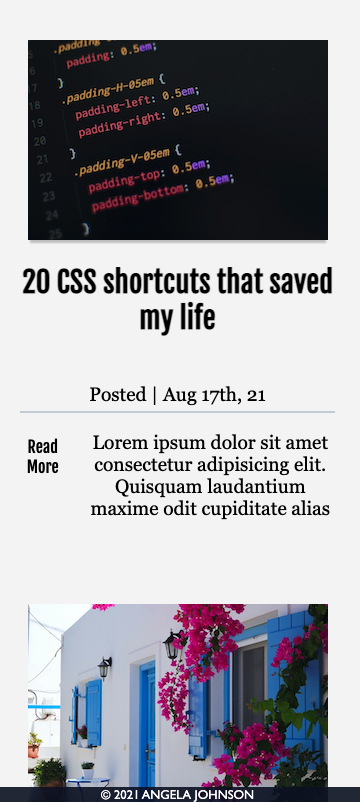 .padding-05em {
padding: 0.5em;
}
17
.padding-H-05em {
18
padding-left: 0.5em;
19
padding-right: 0.5em;
20
}
21
22
.padding-V-05em {
23
padding-top: 0.5em;
24
padding-bottom: 0.5em;
25
}
20 CSS shortcuts that saved
my life
Posted | Aug 17th, 21
Read
More
Lorem ipsum dolor sit amet
consectetur adipisicing elit.
Quisquam laudantium
maxime odit cupiditate alias
© 2021 ANGELA JOHNSON